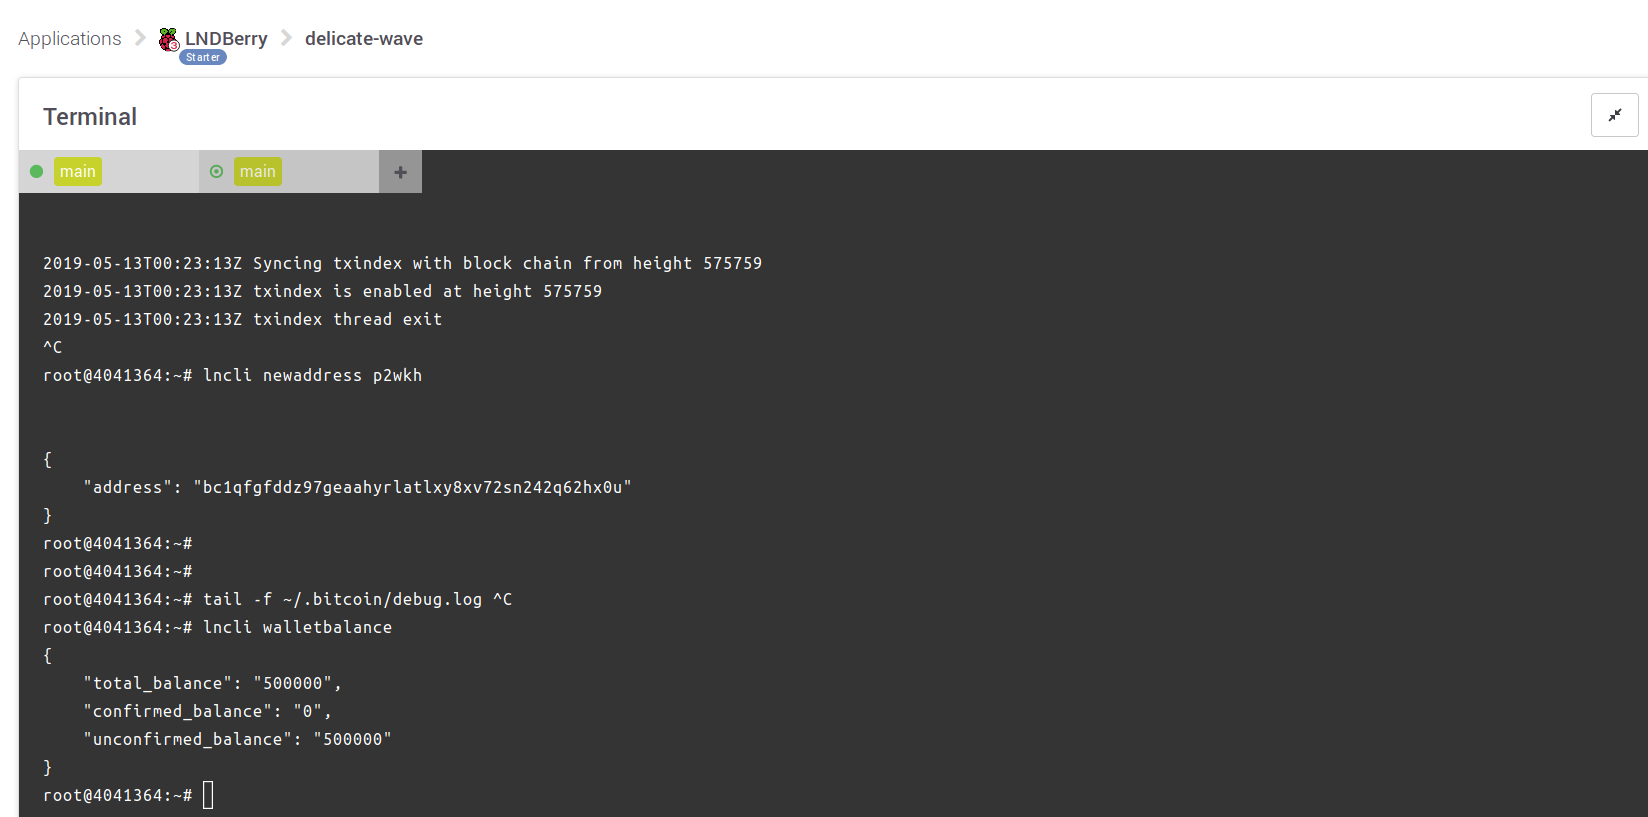 Applications LNDBerry delicate-wave
3
Starter
Terminal
main main +
2019-05-13T00:23:13Z Syncing txindex with block chain from height 575759
2019-05-13T00:23:13Z txindex is enabled at height 575759
2019-05-13T00:23:13Z txindex thread exit
^C
root@4041364:~# lncli newaddress p2wkh
{
    "address": "bc1qfgfddz97geaahyrlatlxy8xv72sn242q62hx0u"
}
root@4041364:~#
root@4041364:~#
root@4041364:~# tail -f ~/.bitcoin/debug.log ^C
root@4041364:~# lncli walletbalance
{
    "total_balance": "500000",
    "confirmed_balance": "0",
    "unconfirmed_balance": "500000"
}
root@4041364:~#